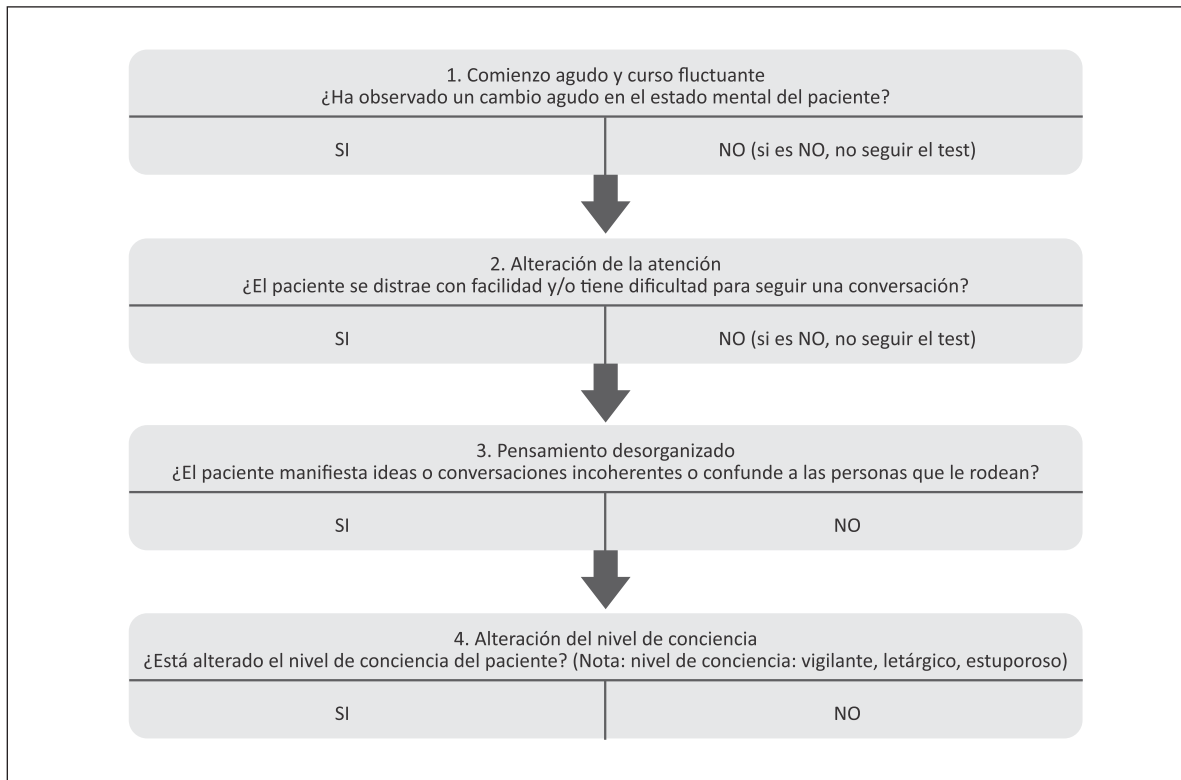 1. Comienzo agudo y curso fluctuante
¿Ha observado un cambio agudo en el estado mental del paciente?
SI
NO (si es NO, no seguir el test)
2. Alteración de la atención
¿El paciente se distrae con facilidad y/o tiene dificultad para seguir una conversación?
SI
NO (si es NO, no seguir el test)
3. Pensamiento desorganizado
¿El paciente manifiesta ideas o conversaciones incoherentes o confunde a las personas que le rodean?
SI
NO
4. Alteración del nivel de conciencia
¿Está alterado el nivel de conciencia del paciente? (Nota: nivel de conciencia: vigilante, letárgico, estuporoso)
SI
NO